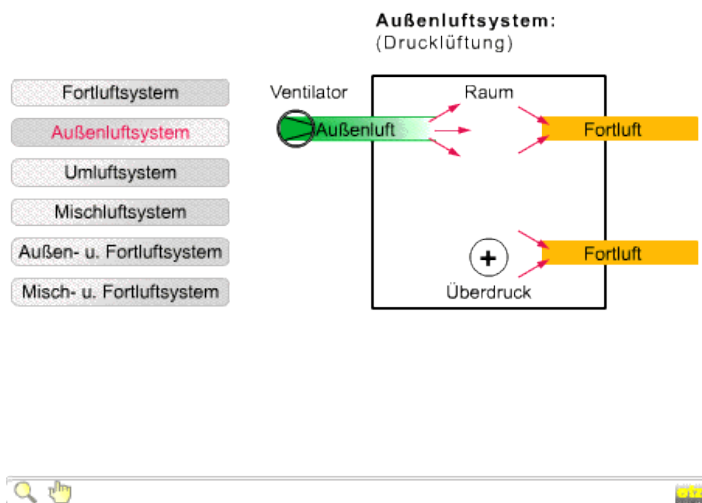 Außenluftsystem:
(Drucklüftung)
Fortluftsystem
Außenluftsystem
Umluftsystem
Mischluftsystem
Außen- u. Fortluftsystem
Misch- u. Fortluftsystem
Ventilator
Raum
Außenluft
Fortluft
+
Fortluft
Überdruck